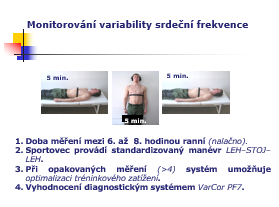 Monitorování variability srdeční frekvence
5 min.
5 min.
5 min.
1. Doba měření mezi 6. až 8. hodinou ranní (nalačno).
2. Sportovec provádí standardizovaný manévr LEH–STOJ–
LEH.
3. Při opakovaných měření (>4) systém umožňuje
optimalizaci tréninkového zatížení.
4. Vyhodnocení diagnostickým systémem VarCor PF7.